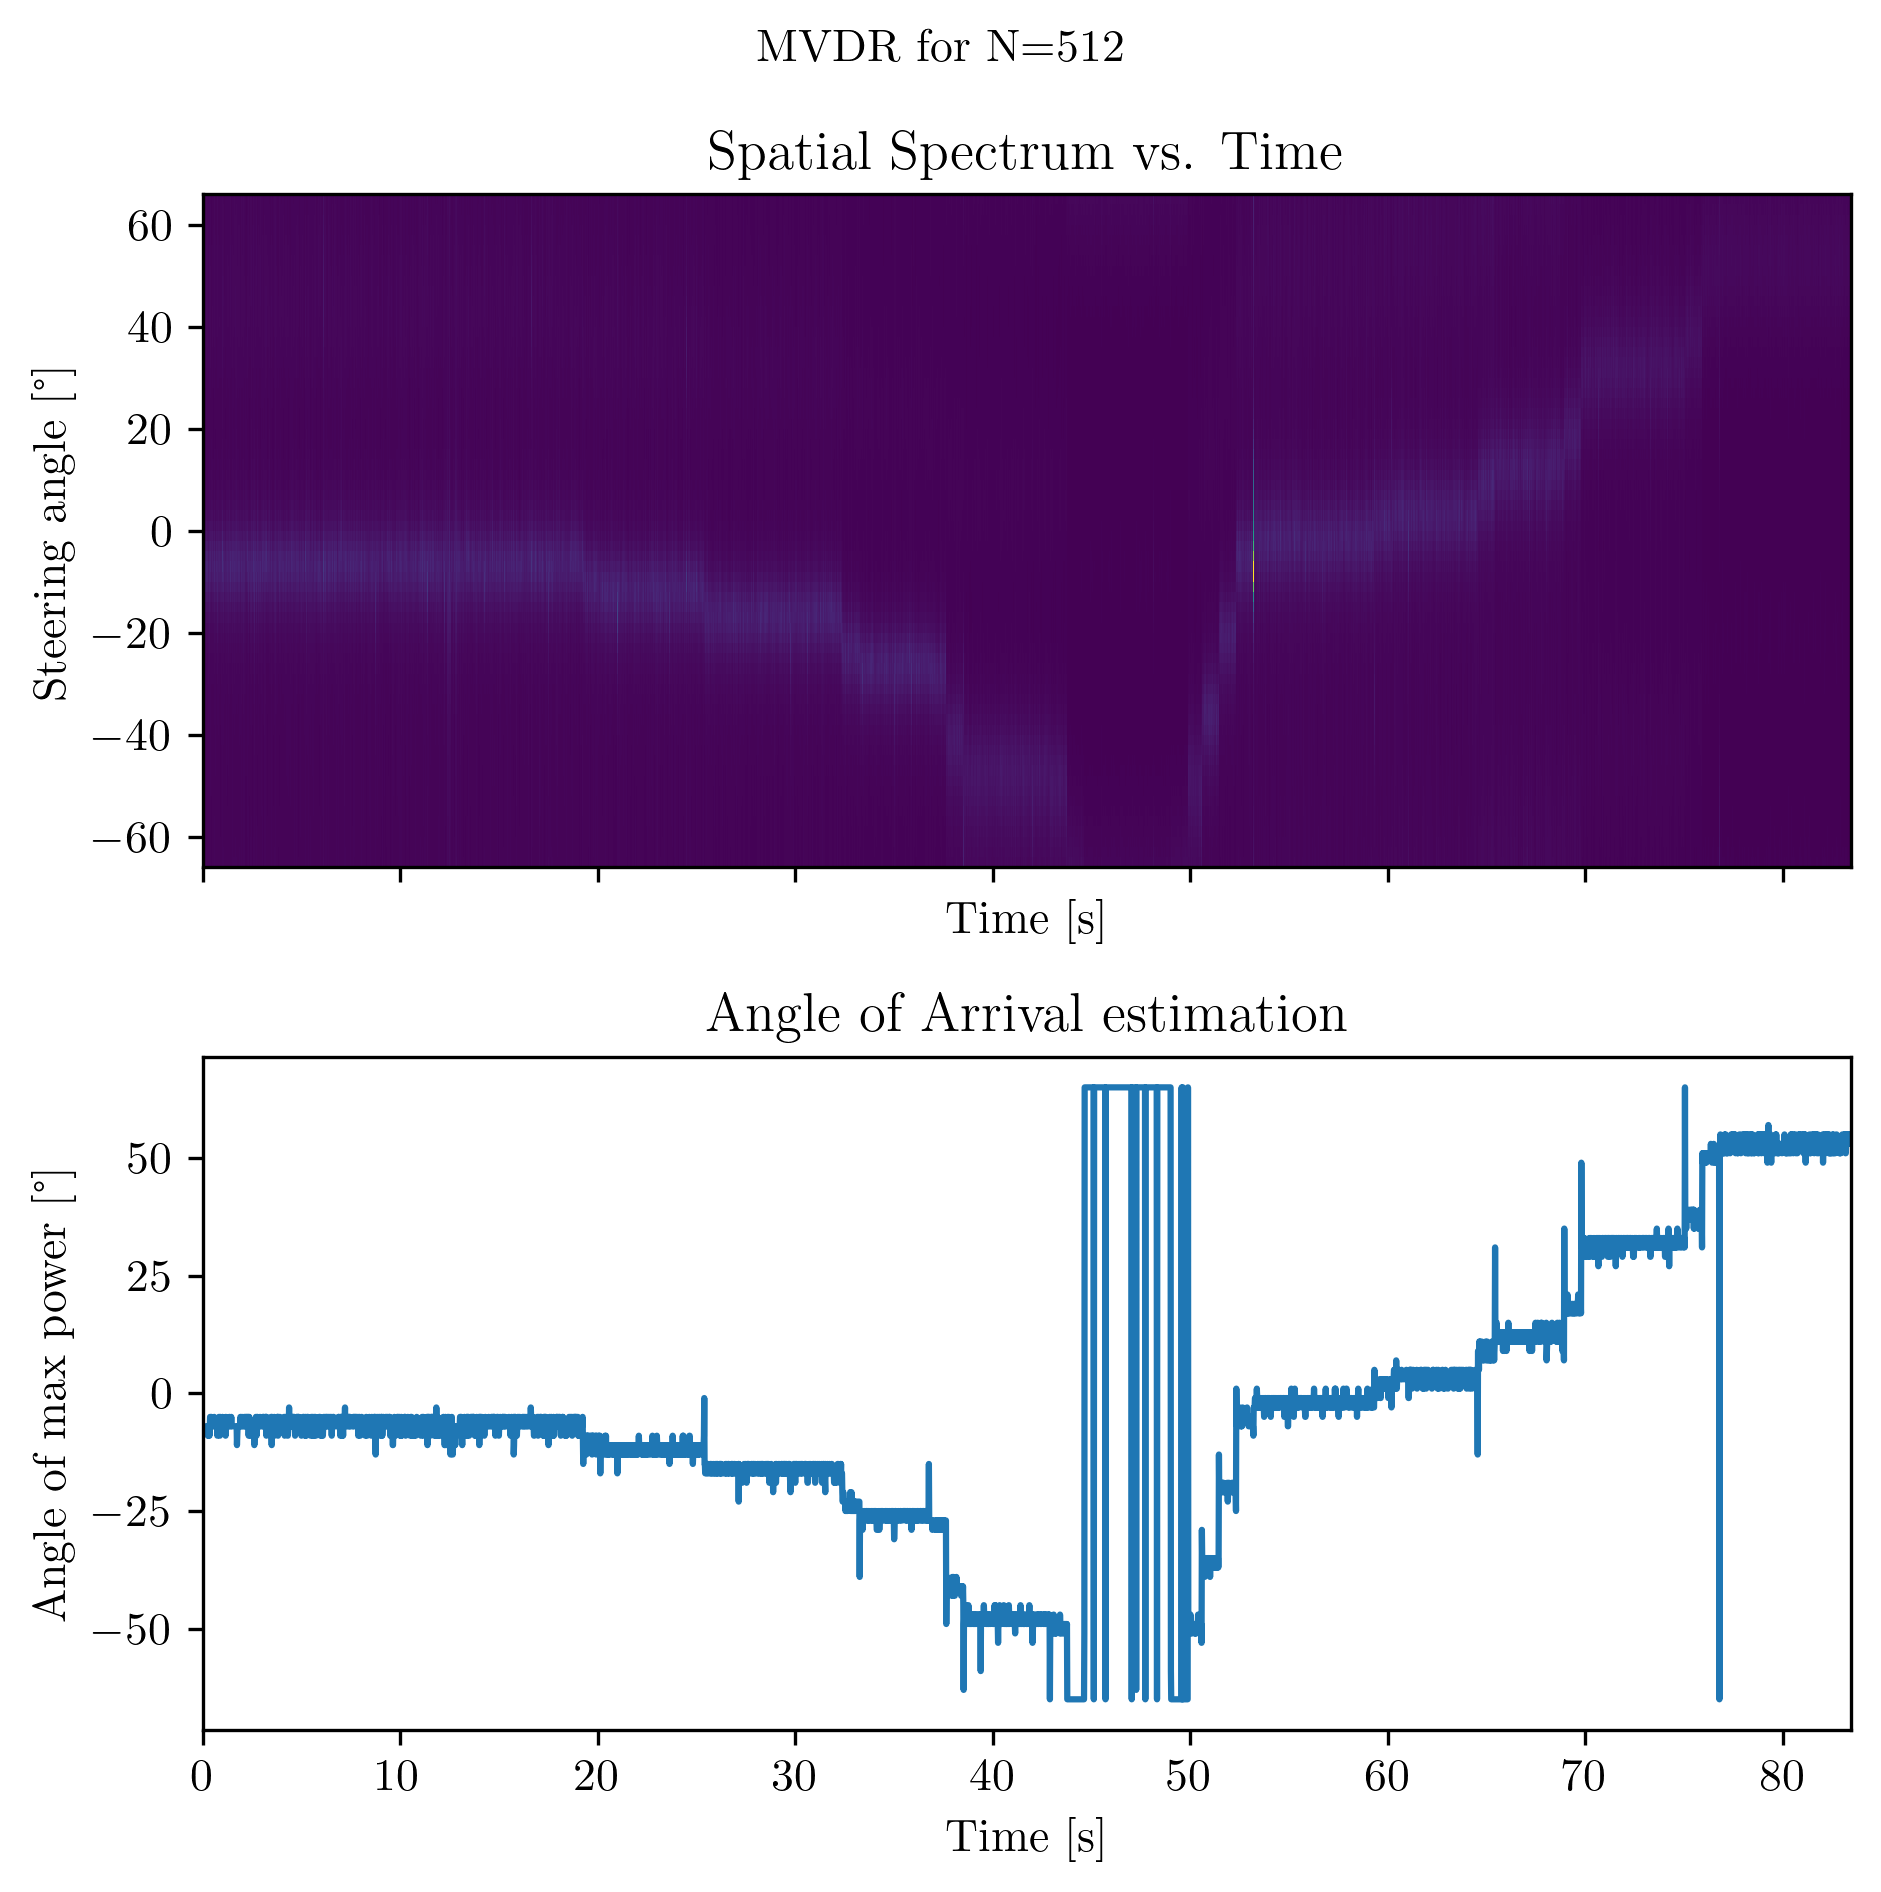 MVDR for N=512
Spatial Spectrum vs. Time
60
40
20
0
−20
−40
−60
Steering angle [°]
Time [s]
Angle of Arrival estimation
50
25
0
−25
−50
Angle of max power [°]
0 10 20 30 40 50 60 70 80
Time [s]